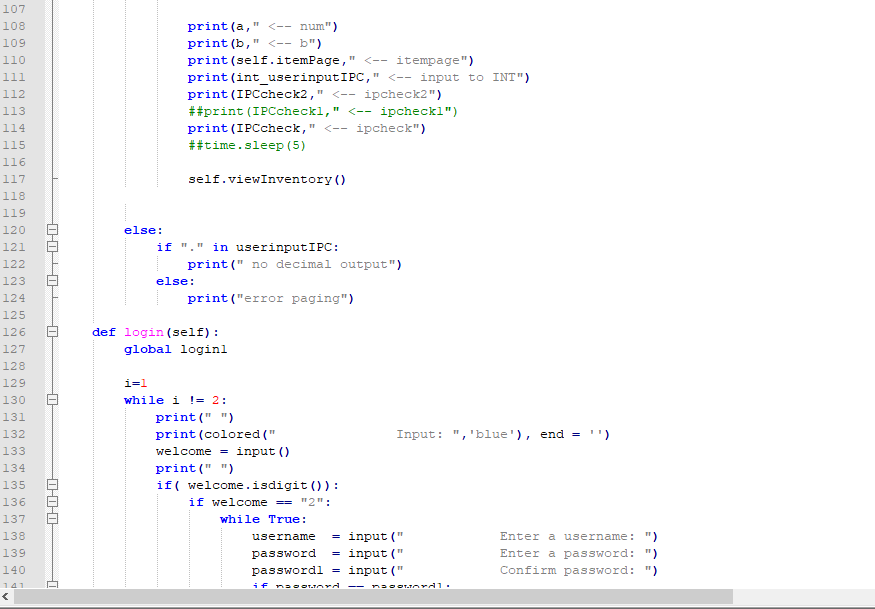 107
108 print(a," <-- num")
109 print(b," <-- b")
110 print(self.itemPage," <-- itempage")
111 print(int_userinputIPC," <-- input to INT")
112 print(IPCcheck2," <-- ipcheck2")
113 ##print(IPCcheck1," <-- ipcheck1")
114 print(IPCcheck," <-- ipcheck")
115 ##time.sleep(5)
116
117 self.viewInventory()
118
119
120 else:
121 if "." in userinputIPC:
122 print(" no decimal output")
123 else:
124 print("error paging")
125
126 def login(self):
127 global login1
128
129 i=1
130 while i != 2:
131 print(" ")
132 print(colored("               Input: ",'blue'), end = '')
133 welcome = input()
134 print(" ")
135 if( welcome.isdigit()):
136 if welcome == "2":
137 while True:
138 username  = input("            Enter a username: ")
139 password  = input("            Enter a password: ")
140 password1 = input("            Confirm password: ")
141 if password == password1: